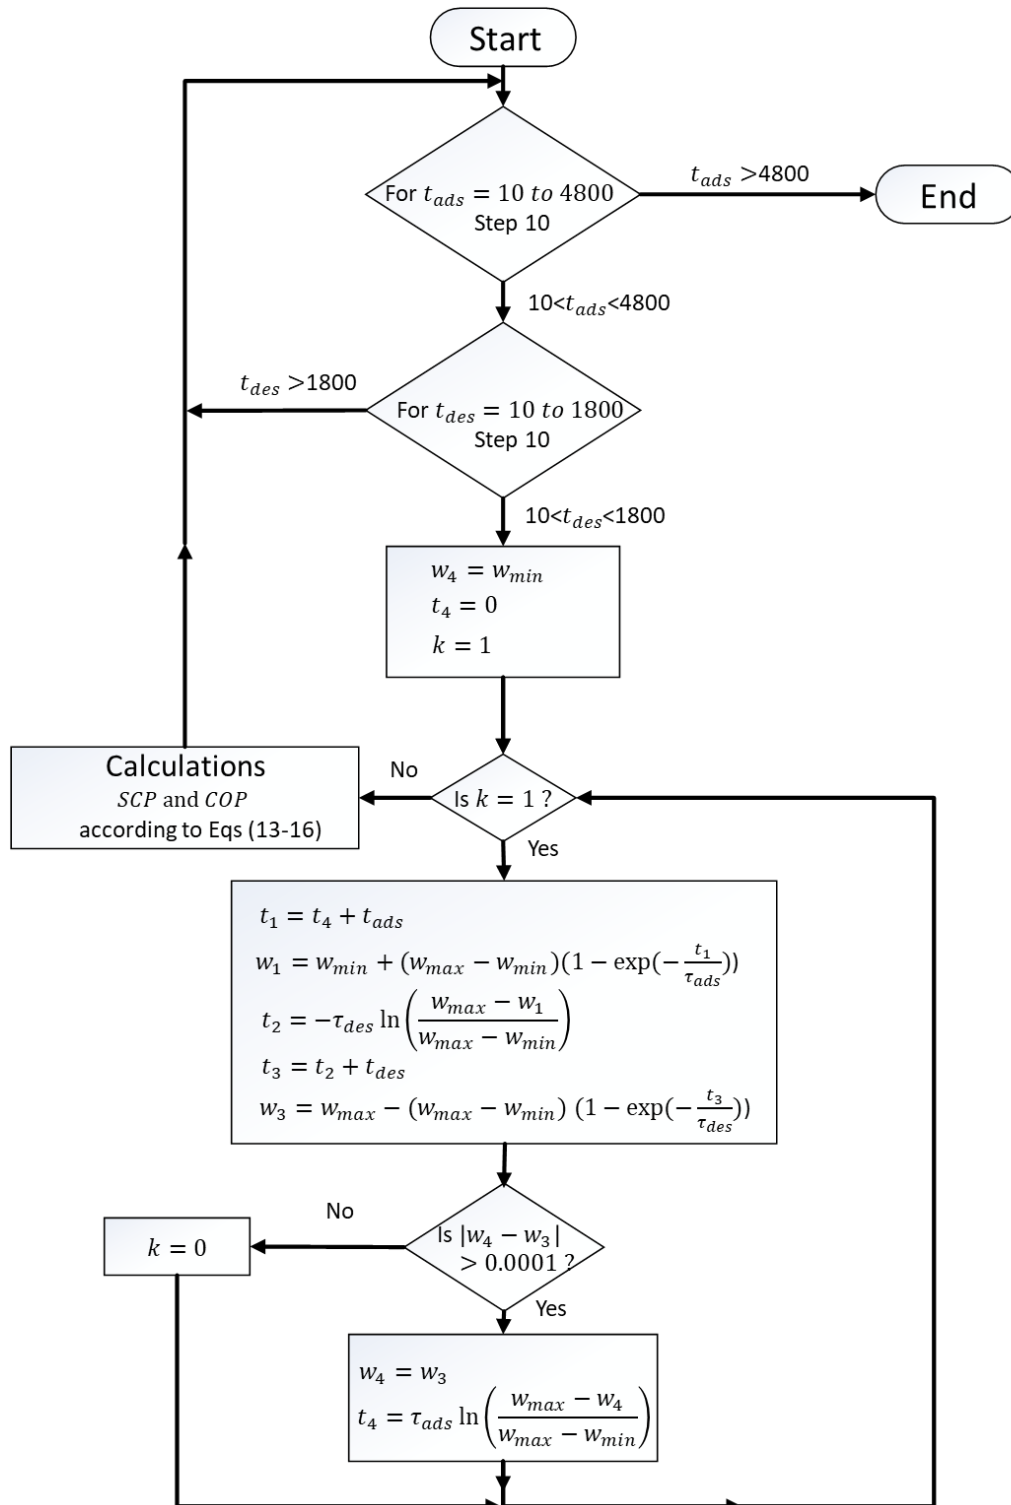 Start
For t_ads = 10 to 4800
Step 10
t_ads >4800
End
10<t_ads<4800
t_des >1800
For t_des = 10 to 1800
Step 10
10<t_des<1800
w_4 = w_min
t_4 = 0
k = 1
Calculations
SCP and COP
according to Eqs (13-16)
No
Is k = 1 ?
Yes
t_1 = t_4 + t_ads
w_1 = w_min + (w_max − w_min)(1 − exp(−t_1/τ_ads))
t_2 = −τ_des ln((w_max − w_1)/(w_max − w_min))
t_3 = t_2 + t_des
w_3 = w_max − (w_max − w_min) (1 − exp(−t_3/τ_des))
No
Is |w_4 − w_3|
> 0.0001 ?
k = 0
Yes
w_4 = w_3
t_4 = τ_ads ln((w_max − w_4)/(w_max − w_min))